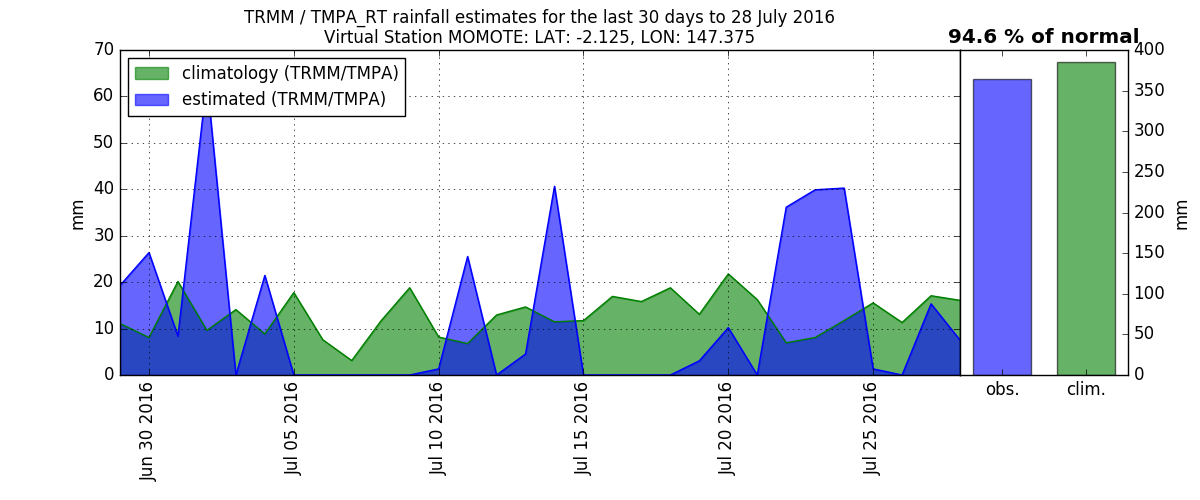 TRMM / TMPA_RT rainfall estimates for the last 30 days to 28 July 2016
Virtual Station MOMOTE: LAT: -2.125, LON: 147.375
94.6 % of normal
climatology (TRMM/TMPA)
estimated (TRMM/TMPA)
70
60
50
40
30
20
10
0
mm
Jun 30 2016
Jul 05 2016
Jul 10 2016
Jul 15 2016
Jul 20 2016
Jul 25 2016
400
350
300
250
200
150
100
50
0
mm
obs.
clim.